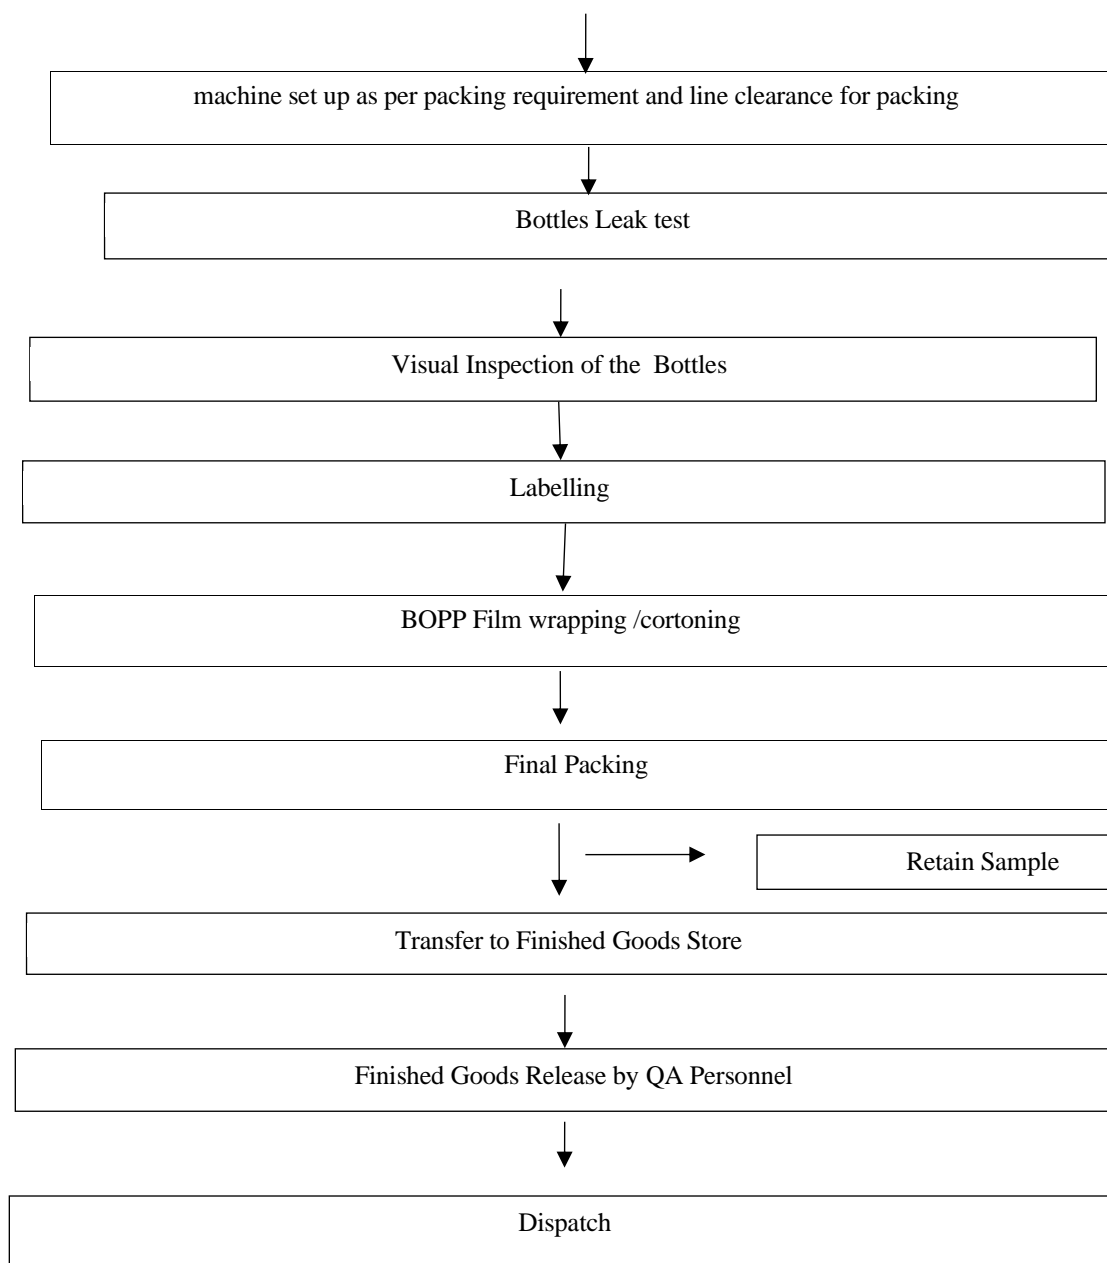 machine set up as per packing requirement and line clearance for packing
Bottles Leak test
Visual Inspection of the  Bottles
Labelling
BOPP Film wrapping /cortoning
Final Packing
Retain Sample
Transfer to Finished Goods Store
Finished Goods Release by QA Personnel
Dispatch